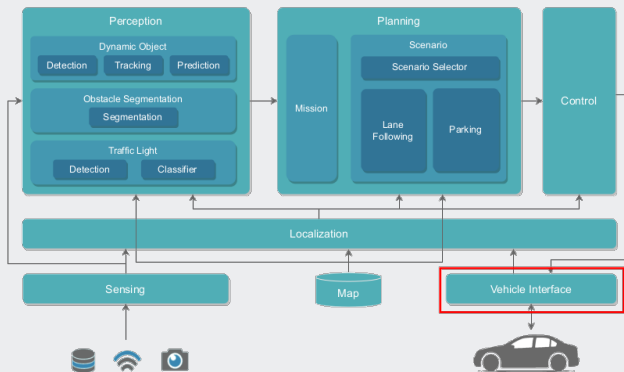 Perception
Dynamic Object
Detection
Tracking
Prediction
Obstacle Segmentation
Segmentation
Traffic Light
Detection
Classifier
Planning
Mission
Scenario
Scenario Selector
Lane
Following
Parking
Control
Localization
Sensing
Map
Vehicle Interface